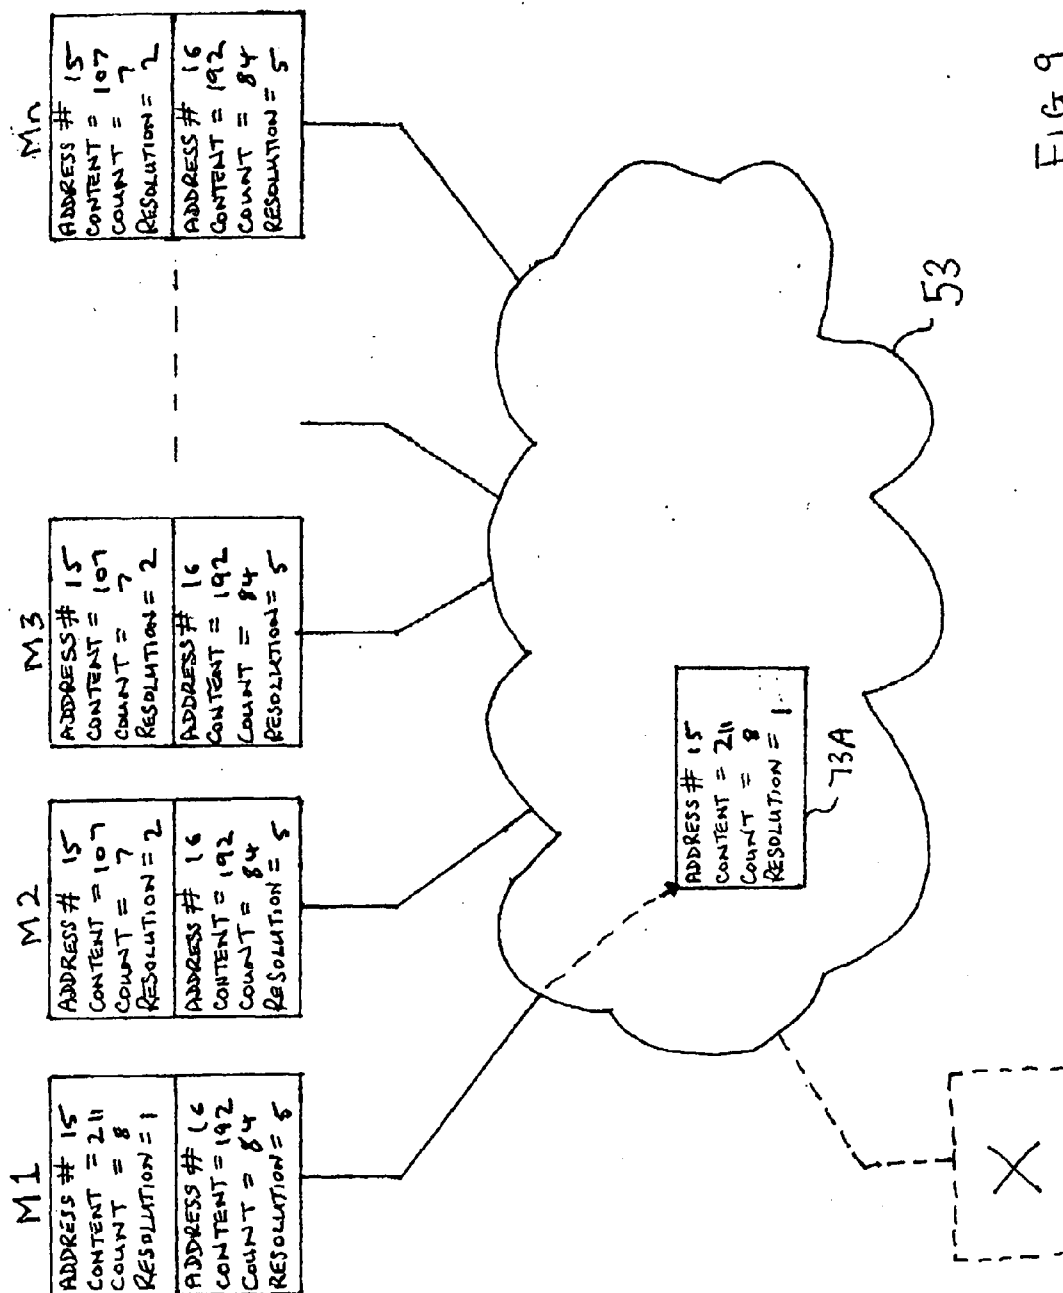 M1
ADDRESS # 15
CONTENT = 211
COUNT = 8
RESOLUTION = 1
ADDRESS # 16
CONTENT = 192
COUNT = 84
RESOLUTION = 5
M2
ADDRESS # 15
CONTENT = 107
COUNT = 7
RESOLUTION = 2
ADDRESS # 16
CONTENT = 192
COUNT = 84
RESOLUTION = 5
M3
ADDRESS # 15
CONTENT = 107
COUNT = 7
RESOLUTION = 2
ADDRESS # 16
CONTENT = 192
COUNT = 84
RESOLUTION = 5
Mn
ADDRESS # 15
CONTENT = 107
COUNT = 7
RESOLUTION = 2
ADDRESS # 16
CONTENT = 192
COUNT = 84
RESOLUTION = 5
ADDRESS # 15
CONTENT = 211
COUNT = 8
RESOLUTION = 1
73A
53
X
FIG 9